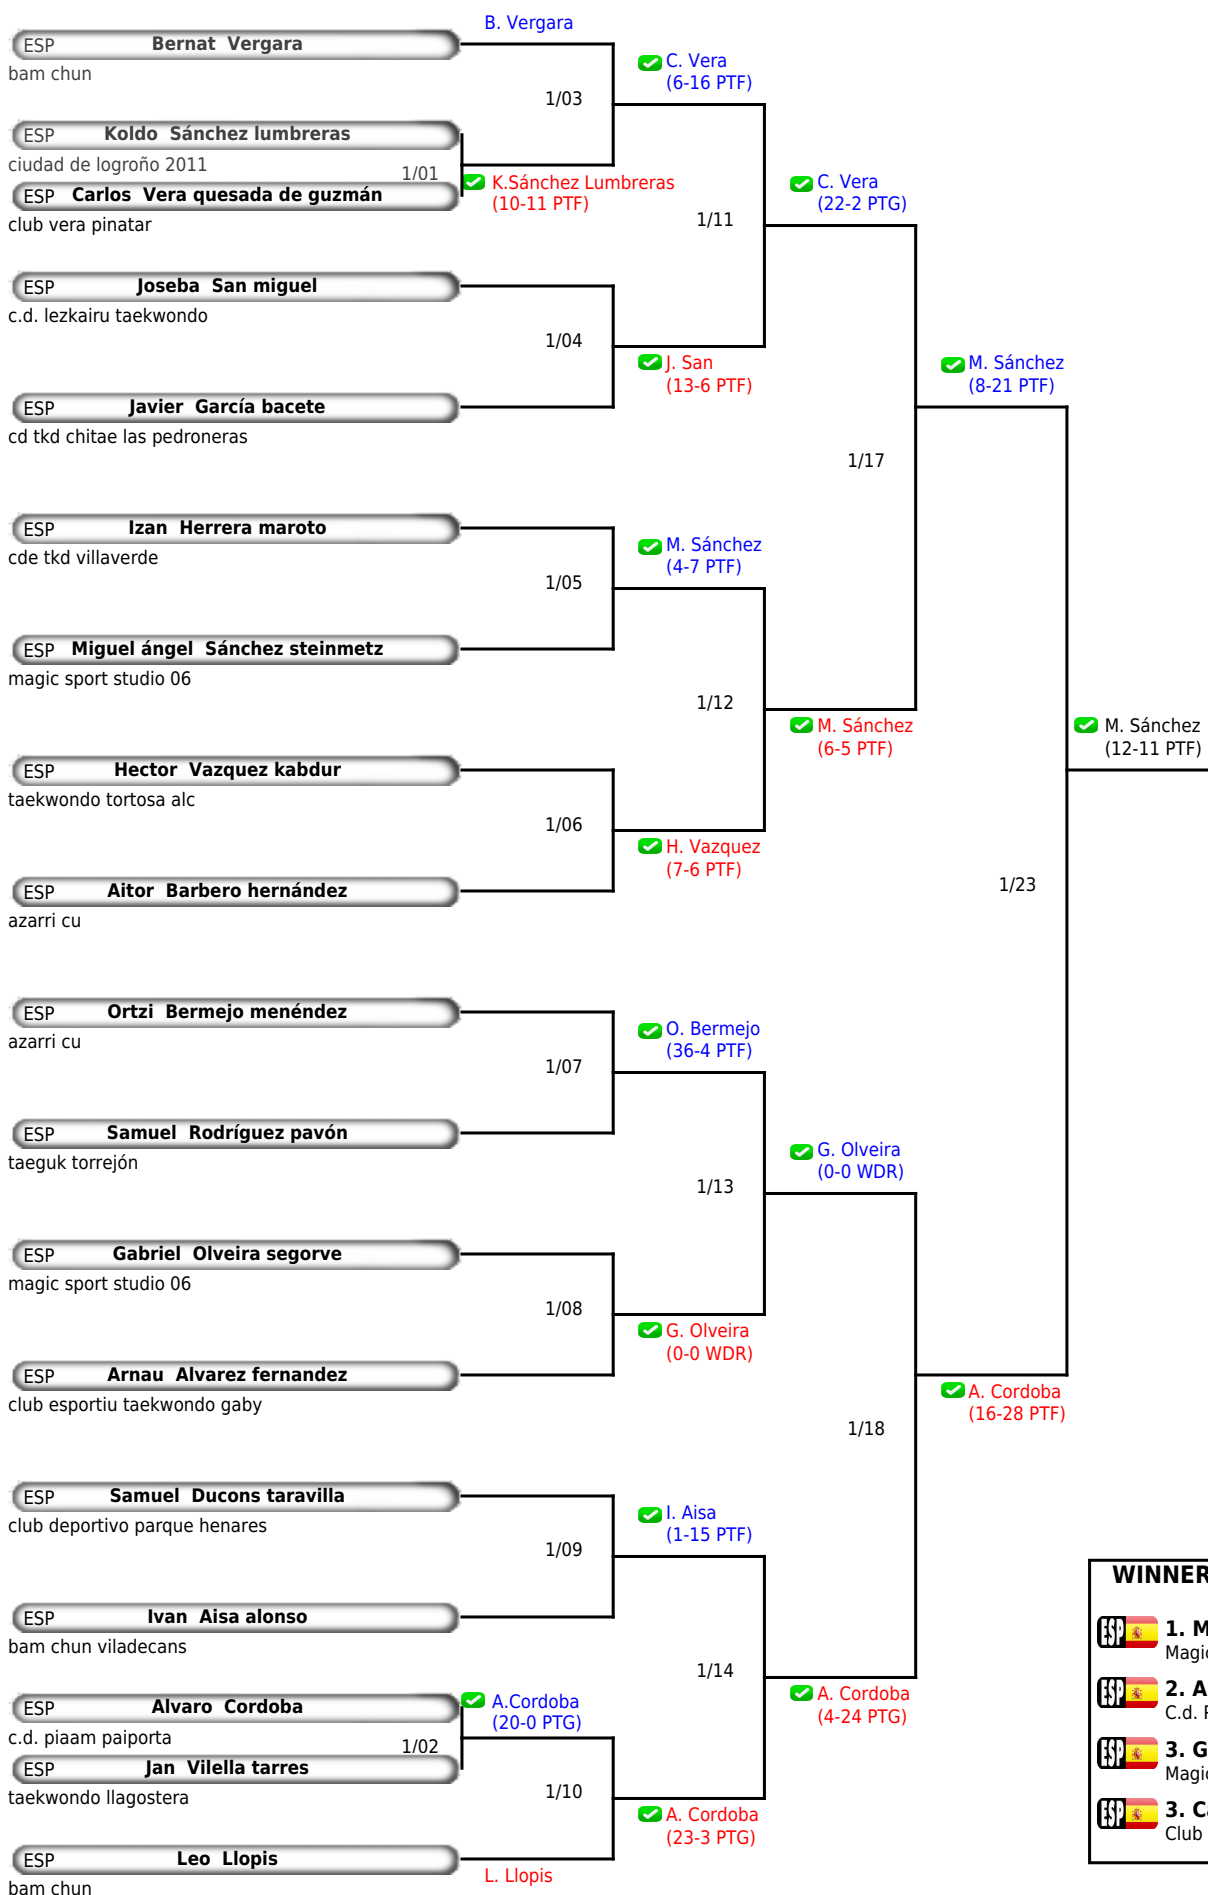 B. Vergara
ESP Bernat Vergara
bam chun
C. Vera
(6-16 PTF)
1/03
ESP Koldo Sánchez lumbreras
ciudad de logroño 2011
1/01
K.Sánchez Lumbreras
(10-11 PTF)
ESP Carlos Vera quesada de guzmán
club vera pinatar
C. Vera
(22-2 PTG)
1/11
ESP Joseba San miguel
c.d. lezkairu taekwondo
1/04
J. San
(13-6 PTF)
M. Sánchez
(8-21 PTF)
ESP Javier García bacete
cd tkd chitae las pedroneras
1/17
ESP Izan Herrera maroto
cde tkd villaverde
M. Sánchez
(4-7 PTF)
1/05
ESP Miguel ángel Sánchez steinmetz
magic sport studio 06
1/12
M. Sánchez
(6-5 PTF)
M. Sánchez
(12-11 PTF)
ESP Hector Vazquez kabdur
taekwondo tortosa alc
1/06
H. Vazquez
(7-6 PTF)
1/23
ESP Aitor Barbero hernández
azarri cu
ESP Ortzi Bermejo menéndez
azarri cu
O. Bermejo
(36-4 PTF)
1/07
ESP Samuel Rodríguez pavón
taeguk torrejón
G. Olveira
(0-0 WDR)
1/13
ESP Gabriel Olveira segorve
magic sport studio 06
1/08
G. Olveira
(0-0 WDR)
ESP Arnau Alvarez fernandez
club esportiu taekwondo gaby
A. Cordoba
(16-28 PTF)
1/18
ESP Samuel Ducons taravilla
club deportivo parque henares
I. Aisa
(1-15 PTF)
1/09
ESP Ivan Aisa alonso
bam chun viladecans
1/14
A. Cordoba
(4-24 PTG)
ESP Alvaro Cordoba
c.d. piaam paiporta
1/02
A.Cordoba
(20-0 PTG)
ESP Jan Vilella tarres
taekwondo llagostera
1/10
A. Cordoba
(23-3 PTG)
ESP Leo Llopis
bam chun
L. Llopis
WINNER
ESP 1. M
Magic
ESP 2. A
C.d.
ESP 3. G
Magic
ESP 3. Ca
Club